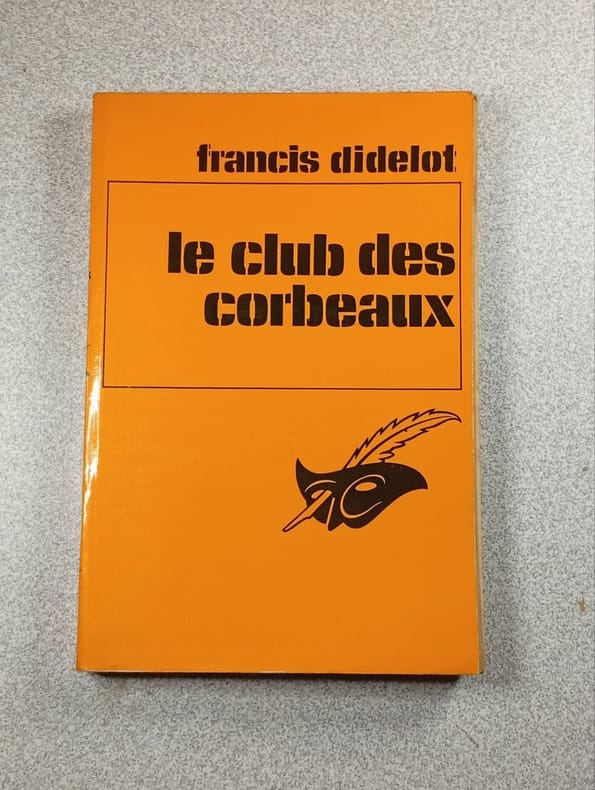 francis didelot
le club des
corbeaux